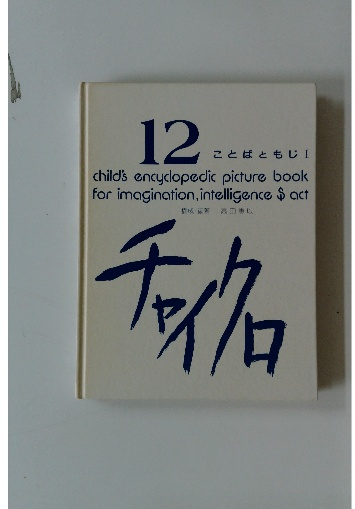 12 ことばともじ I
child's encyclopedic picture book
for imagination, intelligence & act
チャイクロ